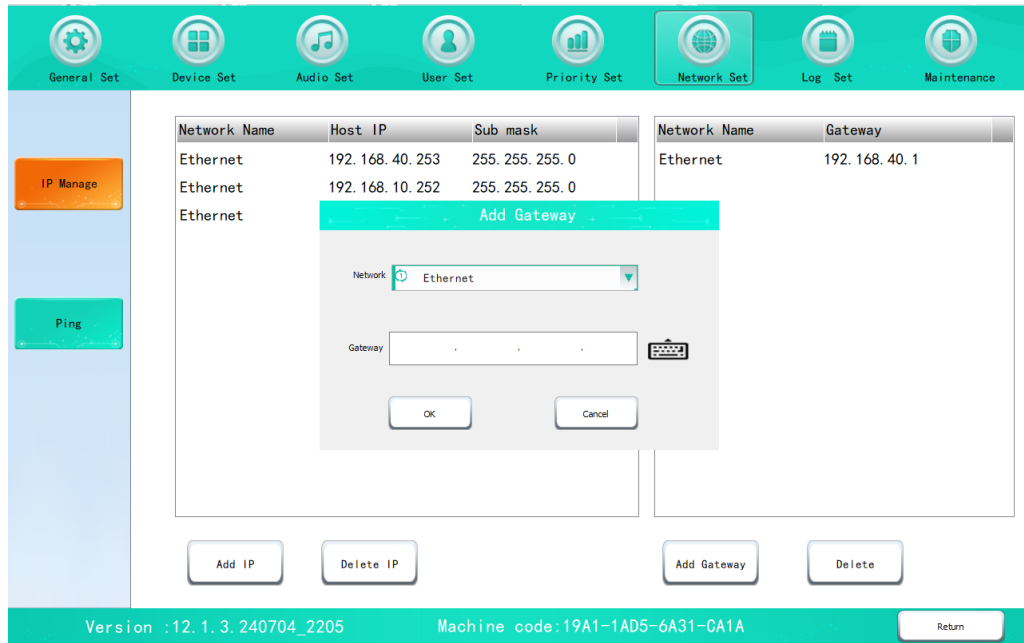 General Set Device Set Audio Set User Set Priority Set Network Set Log Set Maintenance
IP Manage
Ping
Network Name Host IP Sub mask
Ethernet 192.168.40.253 255.255.255.0
Ethernet 192.168.10.252 255.255.255.0
Ethernet
Network Name Gateway
Ethernet 192.168.40.1
Add Gateway
Network Ethernet
Gateway . . .
OK Cancel
Add IP Delete IP Add Gateway Delete
Version :12.1.3.240704_2205 Machine code:19A1-1AD5-6A31-CA1A Return